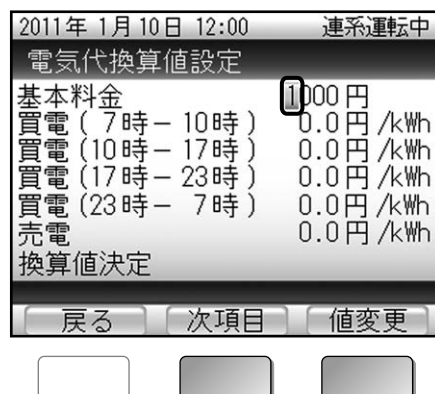 2011年 1月10日 12:00 連系運転中
電気代換算値設定
基本料金 1000円
買電( 7時－ 10時) 0.0円/kWh
買電(10時－ 17時) 0.0円/kWh
買電(17時－ 23時) 0.0円/kWh
買電(23時－ 7時) 0.0円/kWh
売電 0.0円/kWh
換算値決定
戻る 次項目 値変更